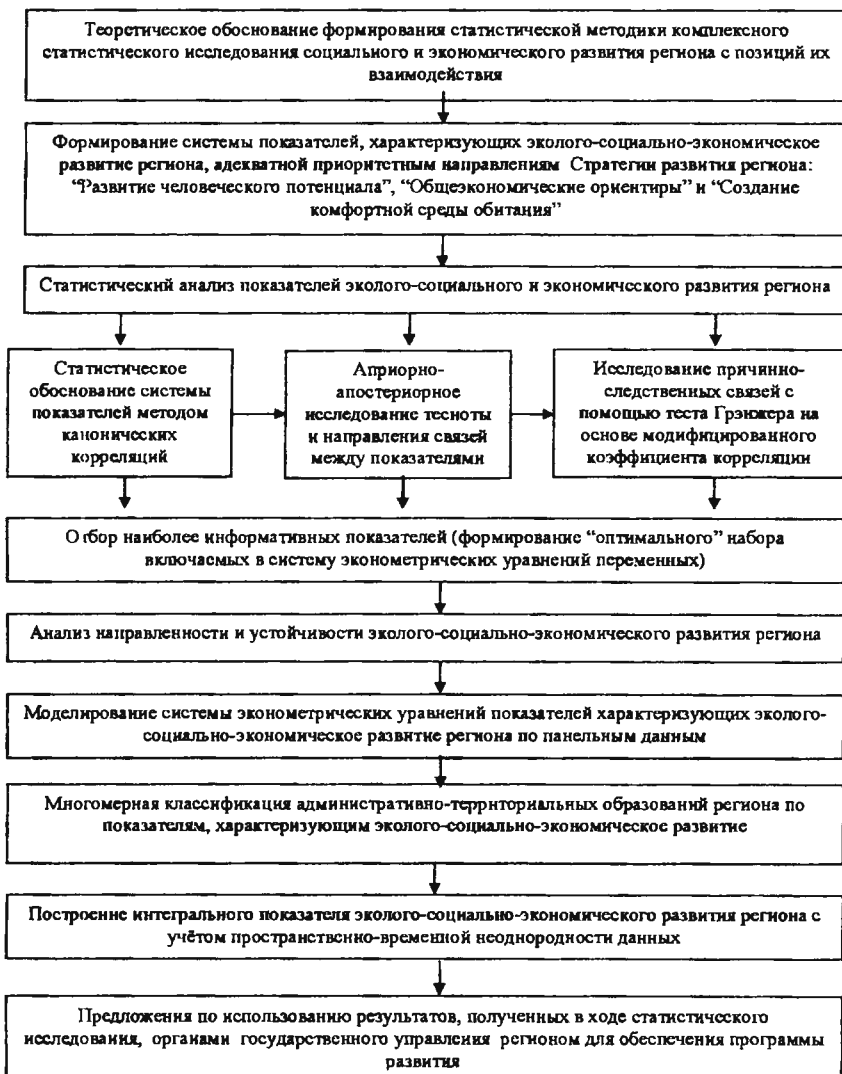 Теоретическое обоснование формирования статистической методики комплексного
статистического исследования социального и экономического развития региона с позиций их
взаимодействия
Формирование системы показателей, характеризующих эколого-социально-экономическое
развитие региона, адекватной приоритетным направлениям Стратегии развития региона:
“Развитие человеческого потенциала”, “Общеэкономические ориентиры” и “Создание
комфортной среды обитания”
Статистический анализ показателей эколого-социального и экономического развития региона
Статистическое
обоснование системы
показателей методом
канонических
корреляций
Априорно-
апостериорное
исследование тесноты
и направления связей
между показателями
Исследование причинно-
следственных связей с
помощью теста Грэнжера на
основе модифицированного
коэффициента корреляции
Отбор наиболее информативных показателей (формирование “оптимального” набора
включаемых в систему эконометрических уравнений переменных)
Анализ направленности и устойчивости эколого-социально-экономического развития региона
Моделирование системы эконометрических уравнений показателей характеризующих эколого-
социально-экономическое развитие региона по панельным данным
Многомерная классификация административно-террнториальных образований региона по
показателям, характеризующим эколого-социально-экономическое развитие
Построение интегрального показателя эколого-социально-экономического развития региона с
учётом пространственно-временной неоднородности данных
Предложения по использованию результатов, полученных в ходе статистического
исследования, органами государственного управления регионом для обеспечения программы
развития